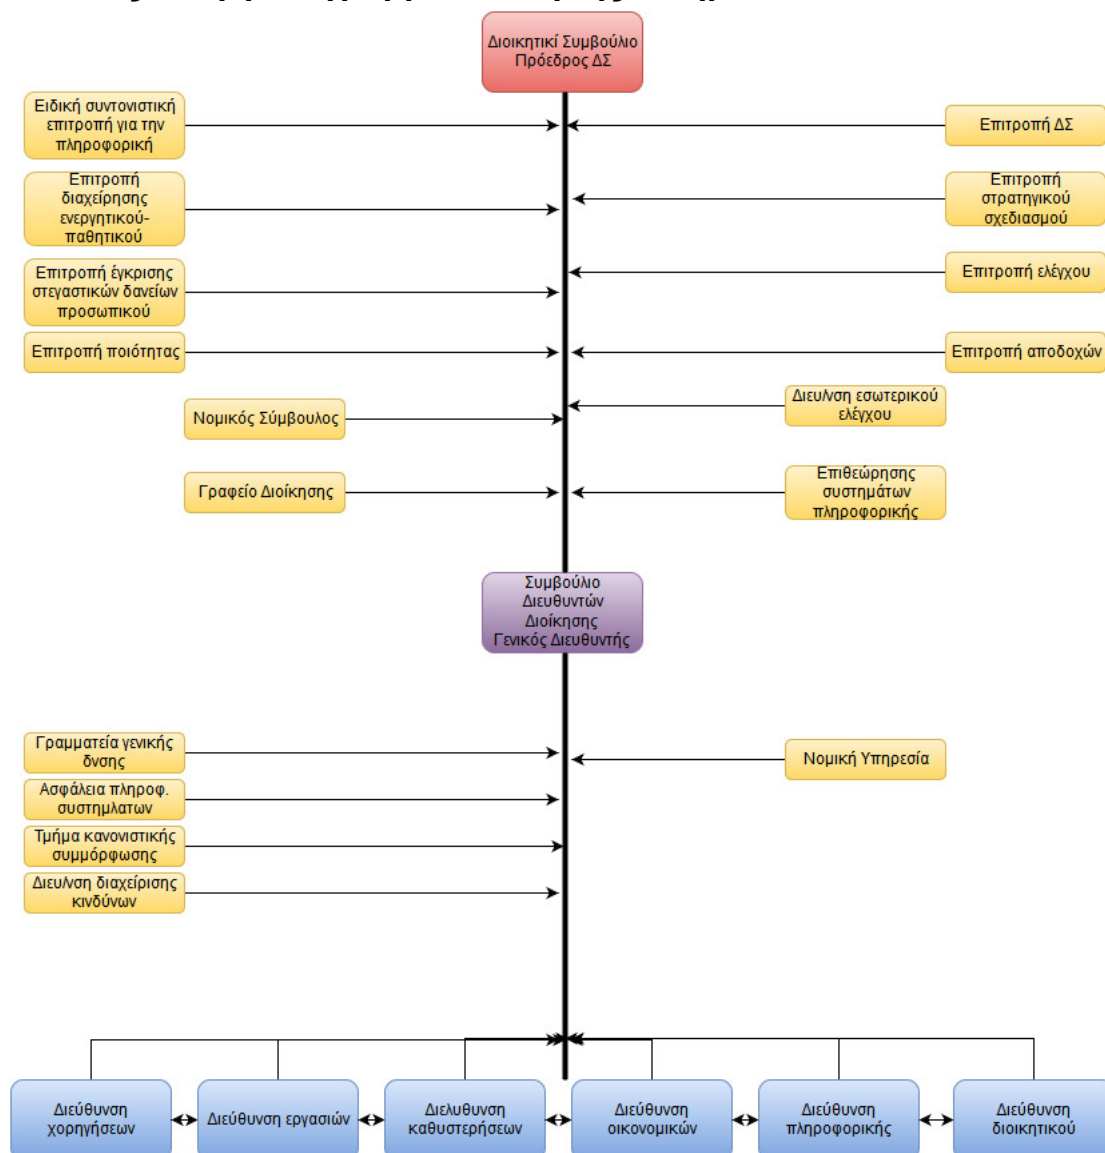 Διοικητικί Συμβούλιο
Πρόεδρος ΔΣ
Ειδική συντονιστική
επιτροπή για την
πληροφορική
Επιτροπή ΔΣ
Επιτροπή
διαχείρησης
ενεργητικού-
παθητικού
Επιτροπή
στρατηγικού
σχεδιασμού
Επιτροπή έγκρισης
στεγαστικών δανείων
προσωπικού
Επιτροπή ελέγχου
Επιτροπή ποιότητας
Επιτροπή αποδοχών
Νομικός Σύμβουλος
Διευ/νση εσωτερικού
ελέγχου
Γραφείο Διοίκησης
Επιθεώρησης
συστημάτων
πληροφορικής
Συμβούλιο
Διευθυντών
Διοίκησης
Γενικός Διευθυντής
Γραμματεία γενικής
δνσης
Νομική Υπηρεσία
Ασφάλεια πληροφ.
συστημλατων
Τμήμα κανονιστικής
συμμόρφωσης
Διευ/νση διαχείρισης
κινδύνων
Διεύθυνση
χορηγήσεων
Διεύθυνση εργασιών
Διελυθυνση
καθυστερήσεων
Διεύθυνση
οικονομικών
Διεύθυνση
πληροφορικής
Διεύθυνση
διοικητικού